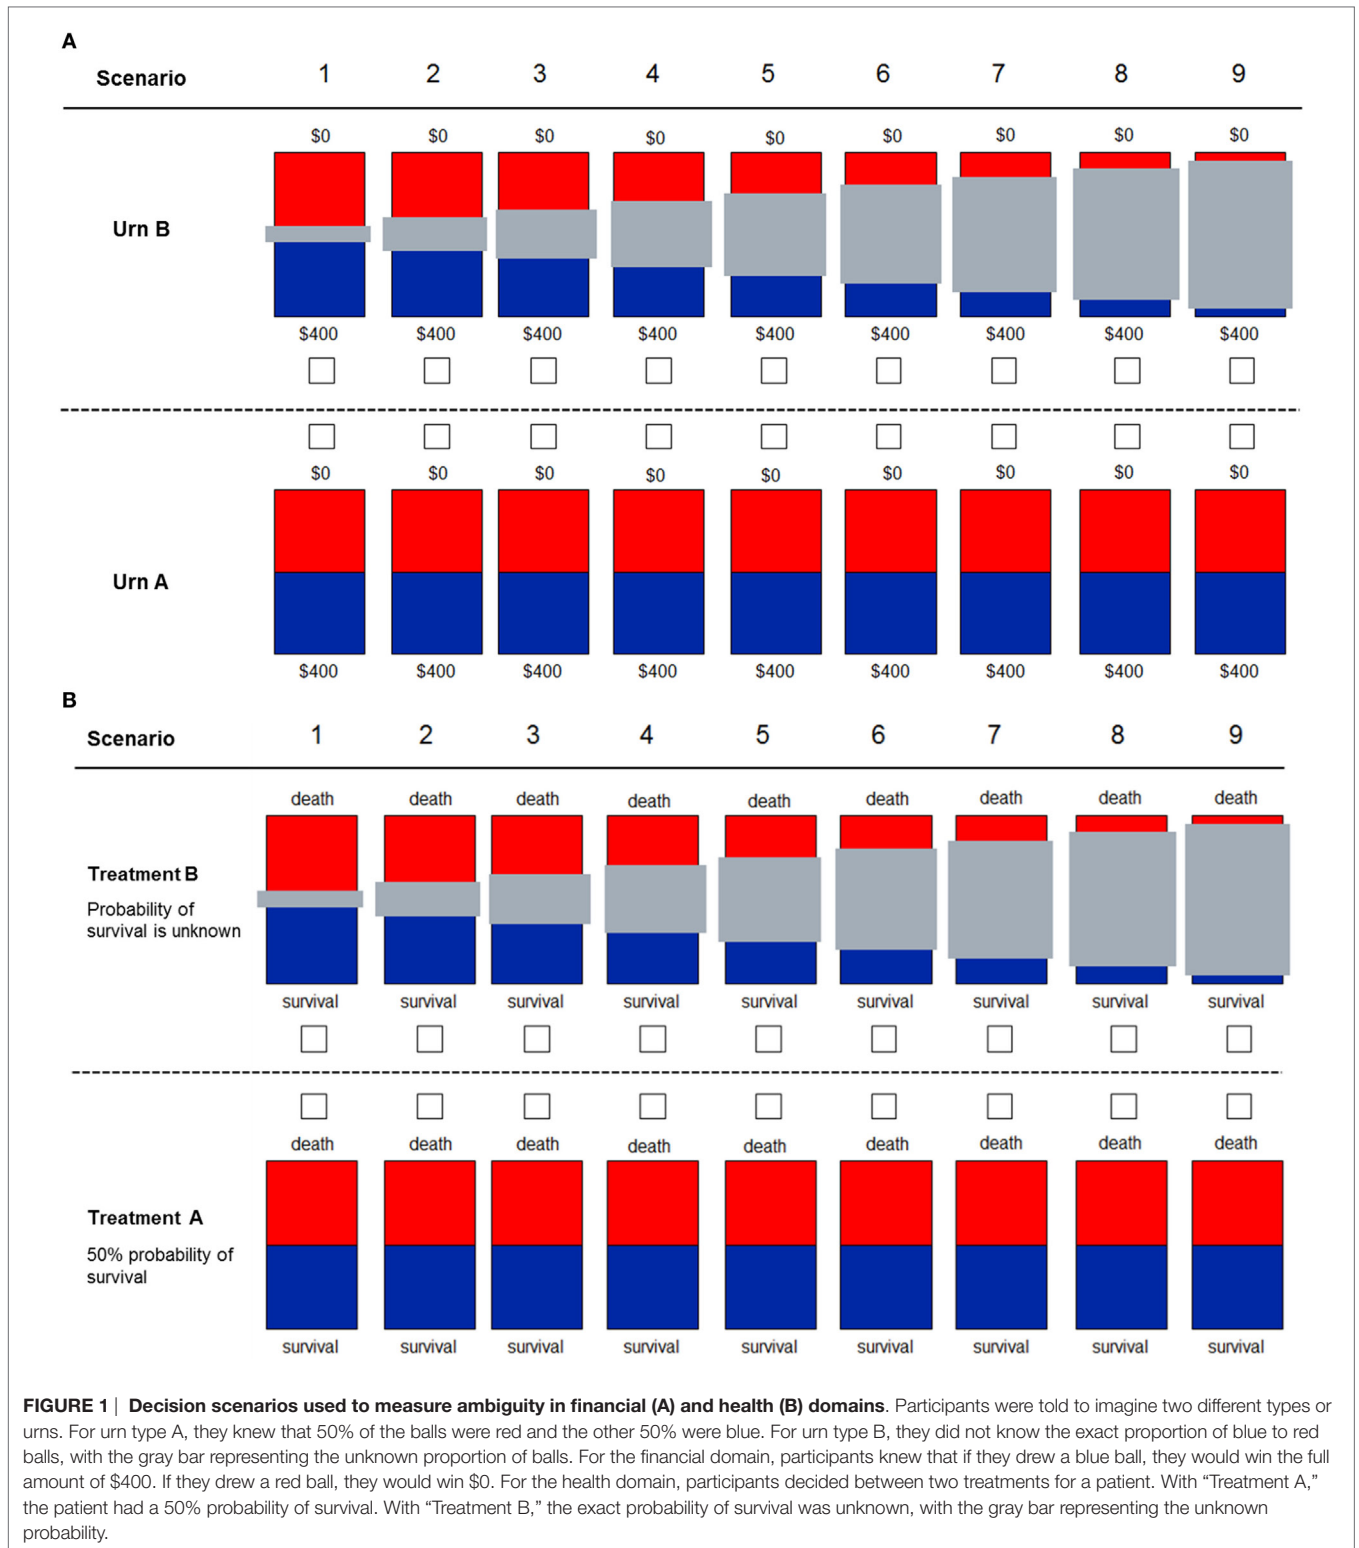 A
Scenario 1 2 3 4 5 6 7 8 9
$0 $0 $0 $0 $0 $0 $0 $0 $0
Urn B
$400 $400 $400 $400 $400 $400 $400 $400 $400
$0 $0 $0 $0 $0 $0 $0 $0 $0
Urn A
$400 $400 $400 $400 $400 $400 $400 $400 $400
B
Scenario 1 2 3 4 5 6 7 8 9
death death death death death death death death death
Treatment B
Probability of
survival is unknown
survival survival survival survival survival survival survival survival survival
death death death death death death death death death
Treatment A
50% probability of
survival
survival survival survival survival survival survival survival survival survival
FIGURE 1 | Decision scenarios used to measure ambiguity in financial (A) and health (B) domains. Participants were told to imagine two different types or
urns. For urn type A, they knew that 50% of the balls were red and the other 50% were blue. For urn type B, they did not know the exact proportion of blue to red
balls, with the gray bar representing the unknown proportion of balls. For the financial domain, participants knew that if they drew a blue ball, they would win the full
amount of $400. If they drew a red ball, they would win $0. For the health domain, participants decided between two treatments for a patient. With “Treatment A,”
the patient had a 50% probability of survival. With “Treatment B,” the exact probability of survival was unknown, with the gray bar representing the unknown
probability.